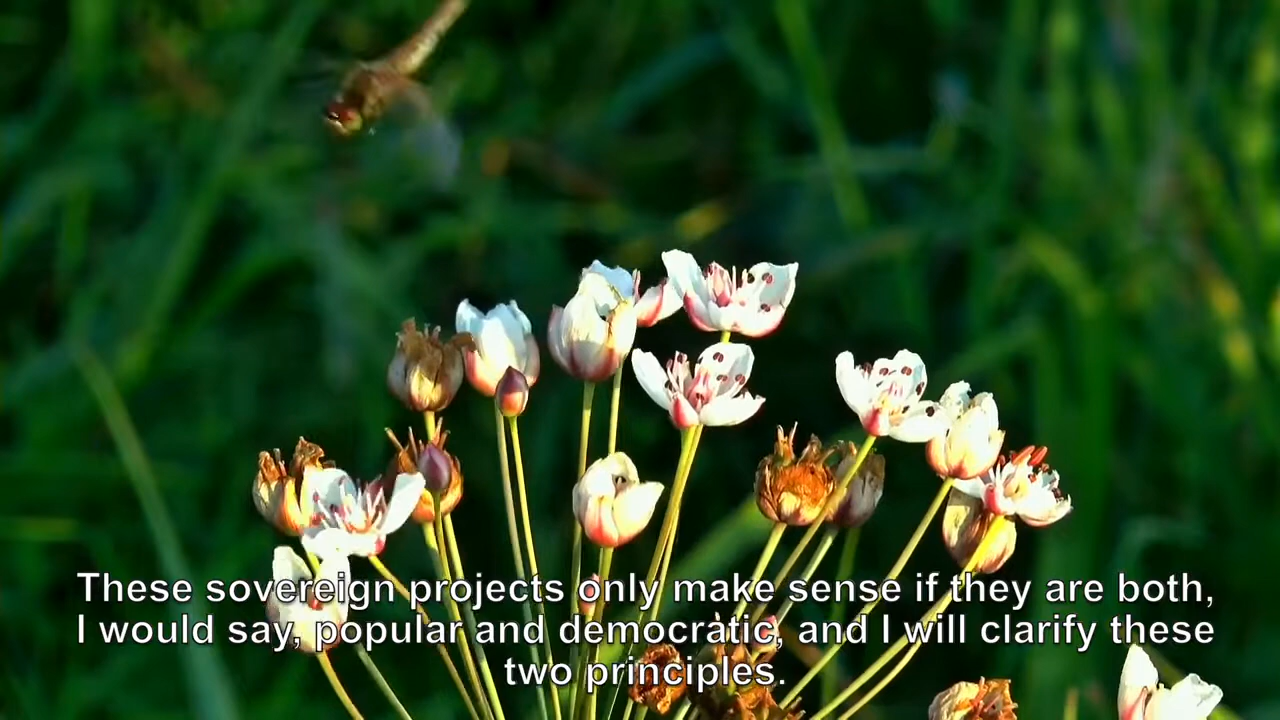 These sovereign projects only make sense if they are both,
I would say, popular and democratic, and I will clarify these
two principles.